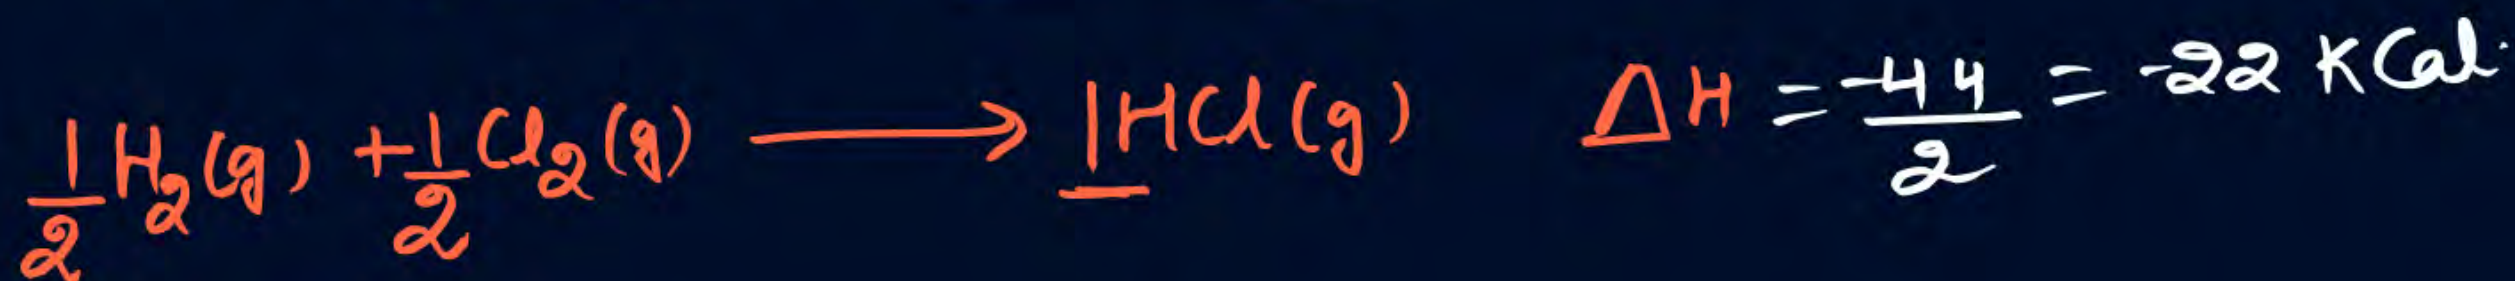 1/2 H₂(g) + 1/2 Cl₂(g) → 1HCl(g) ΔH = -44/2 = -22 KCal.